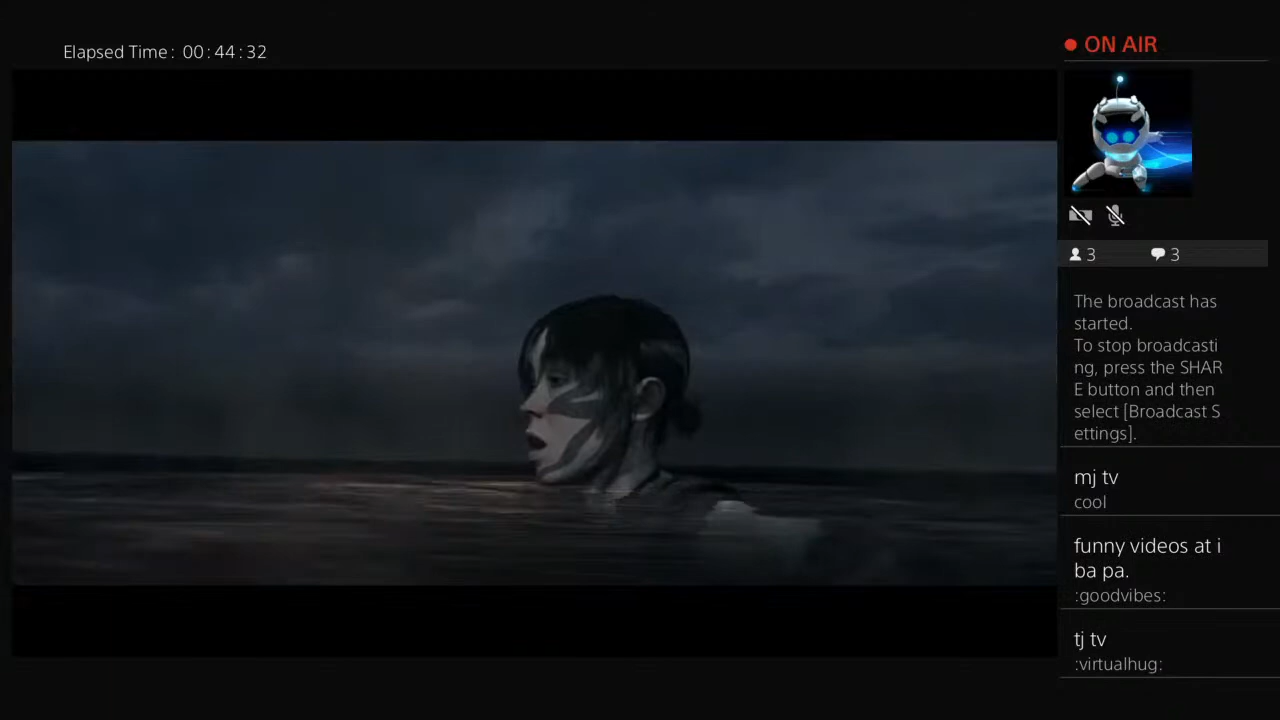 Elapsed Time: 00:44:32
ON AIR
3 3
The broadcast has
started.
To stop broadcasti
ng, press the SHAR
E button and then
select [Broadcast S
ettings].
mj tv
cool
funny videos at i
ba pa.
:goodvibes:
tj tv
:virtualhug: